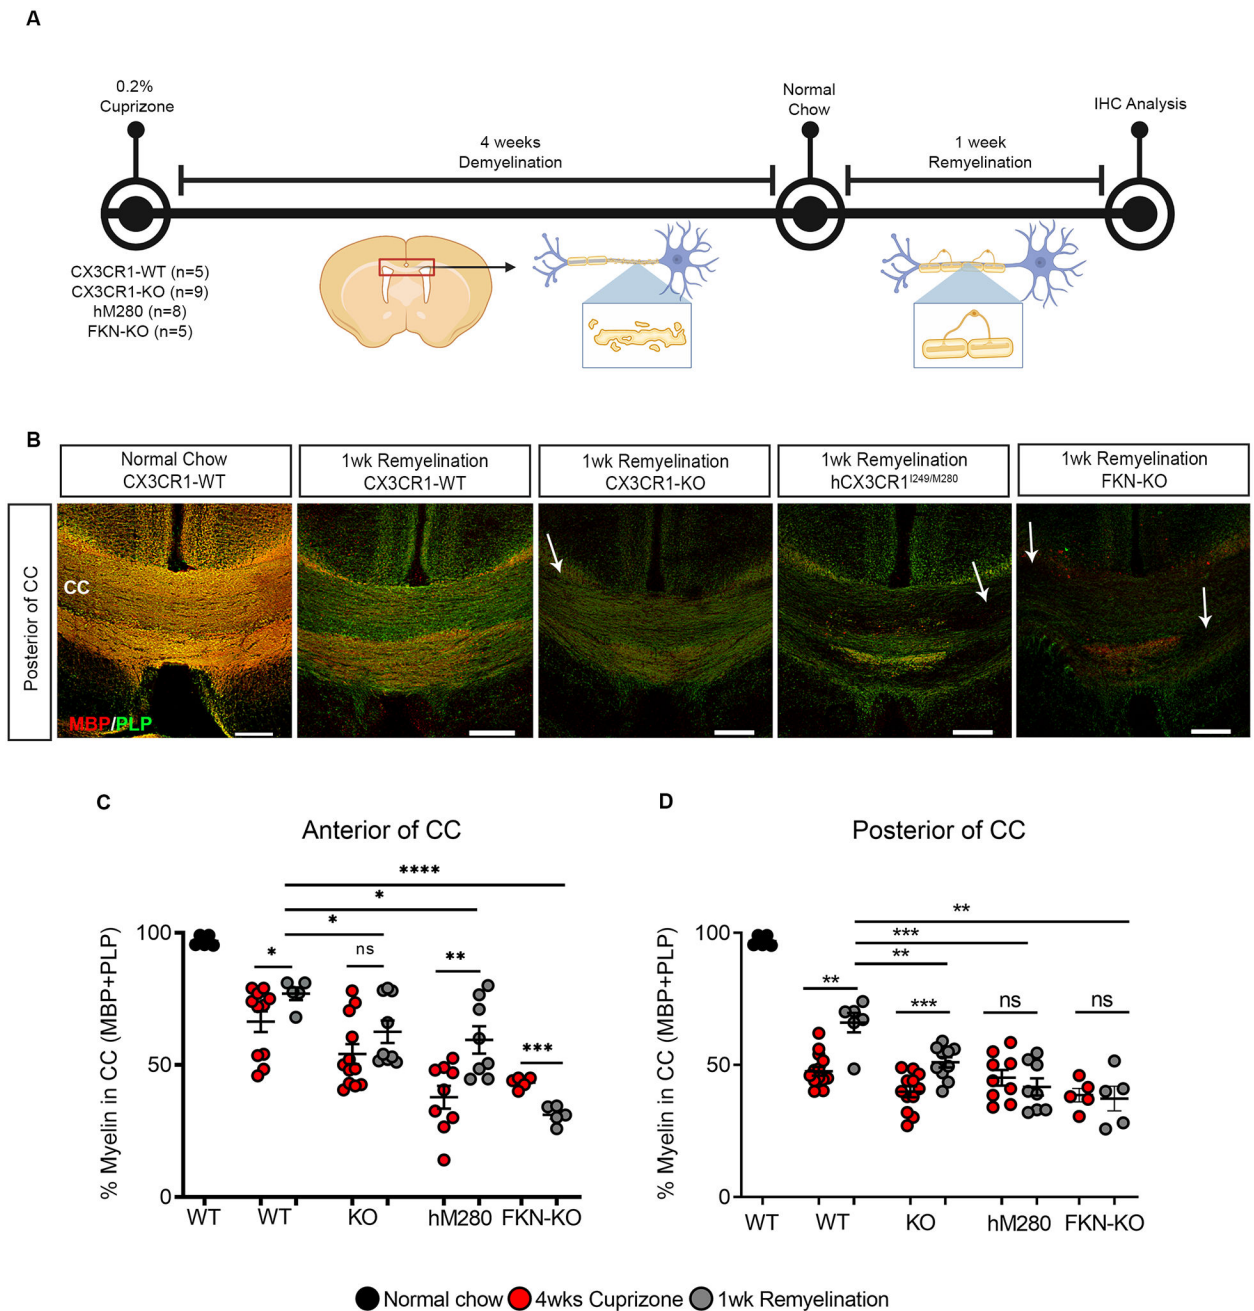 A
0.2%
Cuprizone
4 weeks
Demyelination
Normal
Chow
1 week
Remyelination
IHC Analysis
CX3CR1-WT (n=5)
CX3CR1-KO (n=9)
hM280 (n=8)
FKN-KO (n=5)
B
Normal Chow
CX3CR1-WT
1wk Remyelination
CX3CR1-WT
1wk Remyelination
CX3CR1-KO
1wk Remyelination
hCX3CR1^I249/M280
1wk Remyelination
FKN-KO
Posterior of CC
CC
MBP/PLP
C
Anterior of CC
% Myelin in CC (MBP+PLP)
100
50
0
****
*
*
*
ns
**
***
WT
WT
KO
hM280
FKN-KO
D
Posterior of CC
% Myelin in CC (MBP+PLP)
100
50
0
**
***
**
**
***
ns
ns
WT
WT
KO
hM280
FKN-KO
Normal chow
4wks Cuprizone
1wk Remyelination